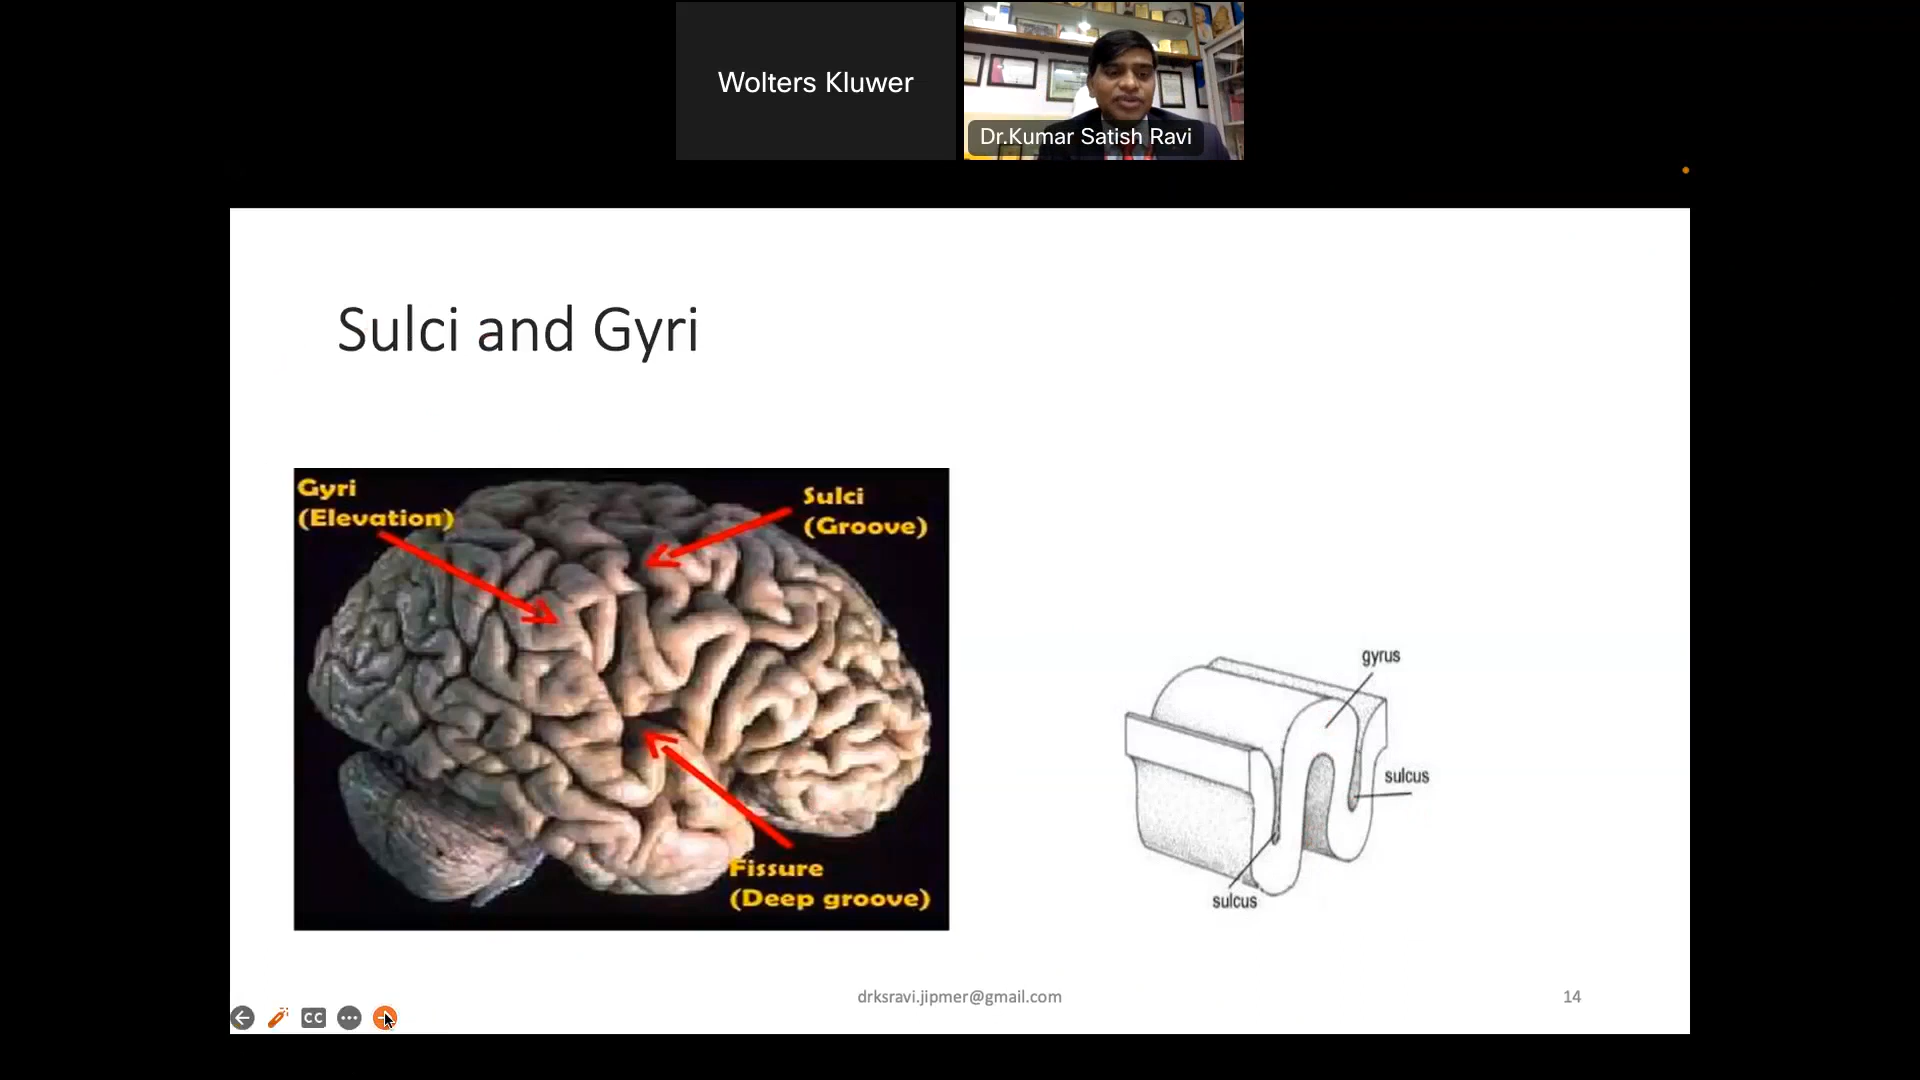 Wolters Kluwer
Dr.Kumar Satish Ravi
Sulci and Gyri
Gyri
(Elevation)
Sulci
(Groove)
Fissure
(Deep groove)
gyrus
sulcus
sulcus
drksravi.jipmer@gmail.com
14
CC